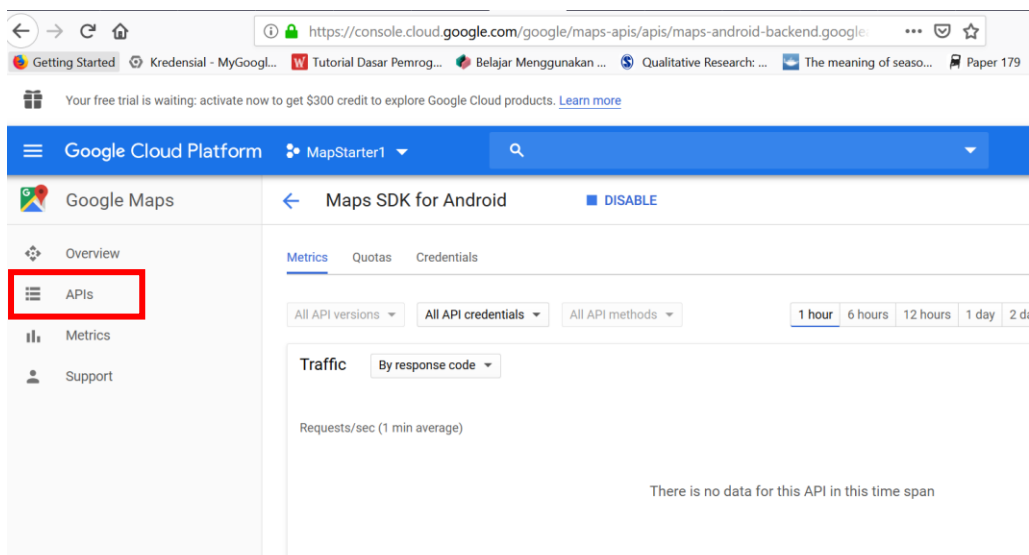 https://console.cloud.google.com/google/maps-apis/apis/maps-android-backend.google
Getting Started Kredensial - MyGoogl... Tutorial Dasar Pemrog... Belajar Menggunakan ... Qualitative Research: ... The meaning of seaso... Paper 179
Your free trial is waiting: activate now to get $300 credit to explore Google Cloud products. Learn more
Google Cloud Platform MapStarter1
Google Maps Maps SDK for Android DISABLE
Overview
APIs
Metrics
Support
Metrics Quotas Credentials
All API versions All API credentials All API methods 1 hour 6 hours 12 hours 1 day 2 da
Traffic By response code
Requests/sec (1 min average)
There is no data for this API in this time span